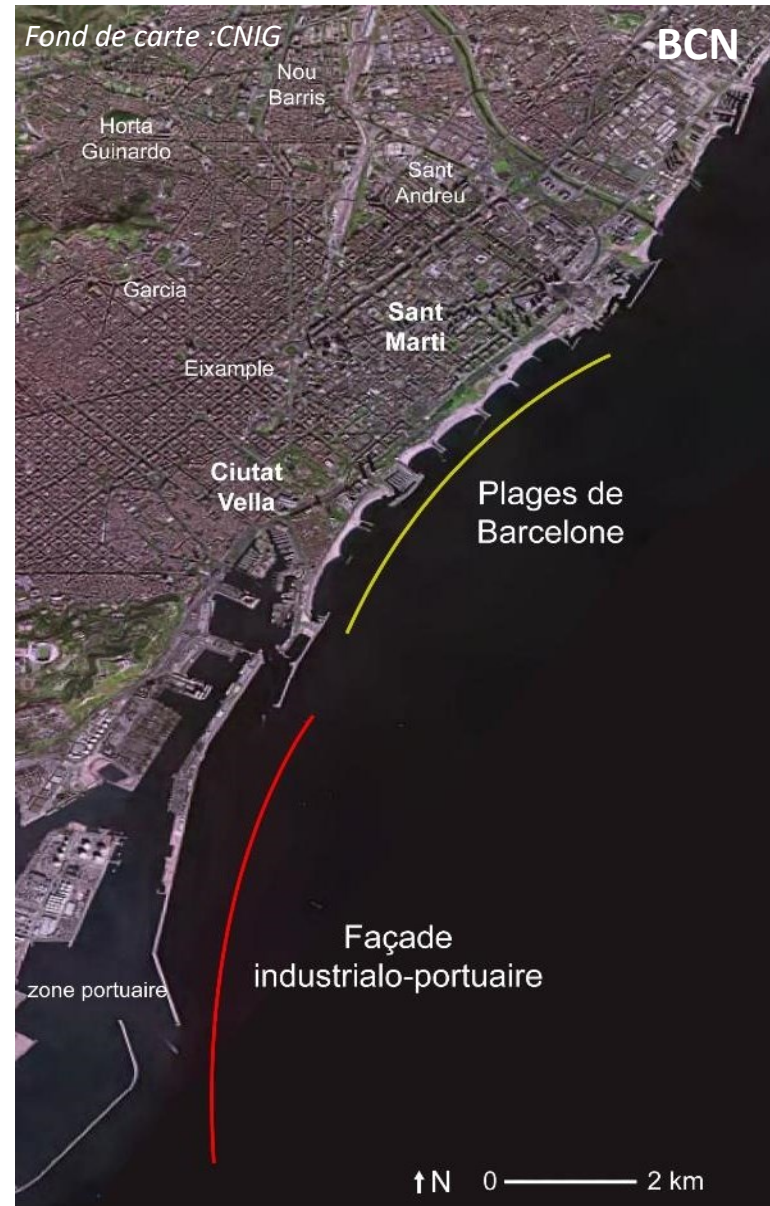 Fond de carte :CNIG
BCN
Nou
Barris
Horta
Guinardo
Sant
Andreu
Garcia
i
Sant
Marti
Eixample
Ciutat
Vella
Plages de
Barcelone
Façade
industrialo-portuaire
zone portuaire
N 0 2 km